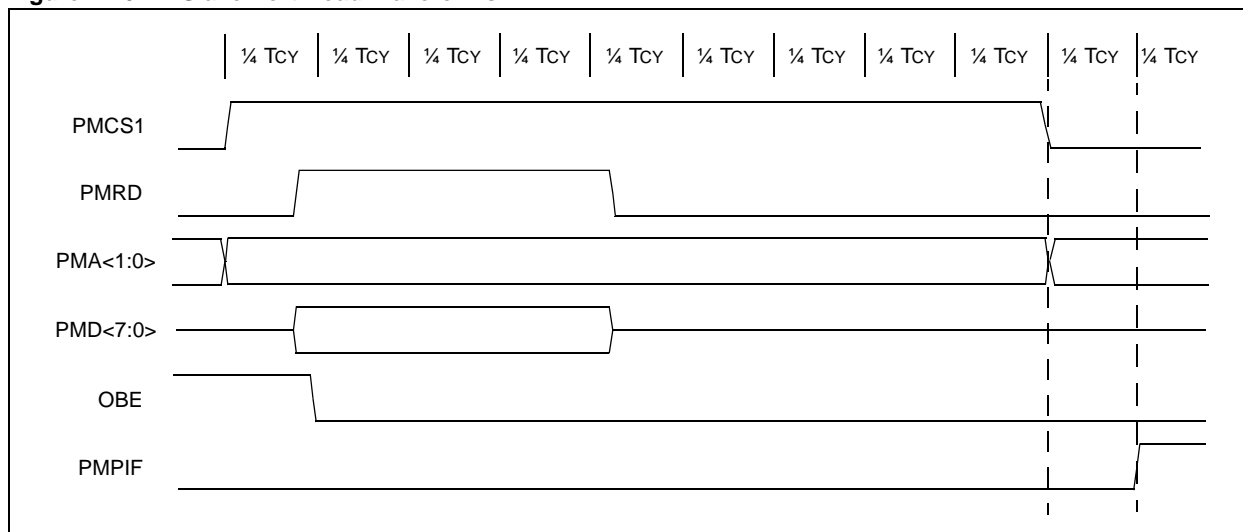 ¼ TCY ¼ TCY ¼ TCY ¼ TCY ¼ TCY ¼ TCY ¼ TCY ¼ TCY ¼ TCY ¼ TCY ¼ TCY
PMCS1
PMRD
PMA<1:0>
PMD<7:0>
OBE
PMPIF